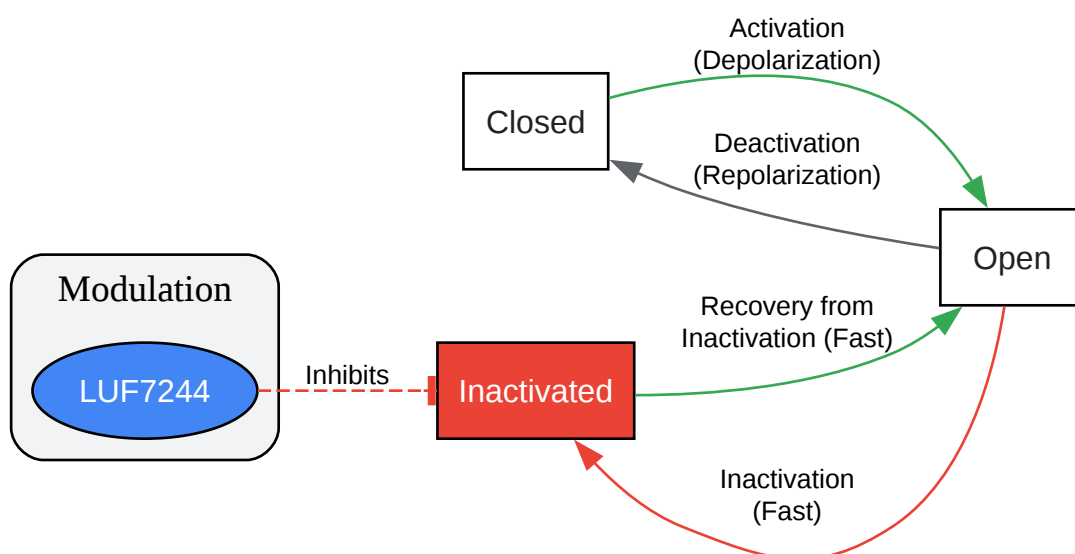 Activation
(Depolarization)
Closed
Deactivation
(Repolarization)
Open
Modulation
Recovery from
Inactivation (Fast)
LUF7244
Inhibits
Inactivated
Inactivation
(Fast)